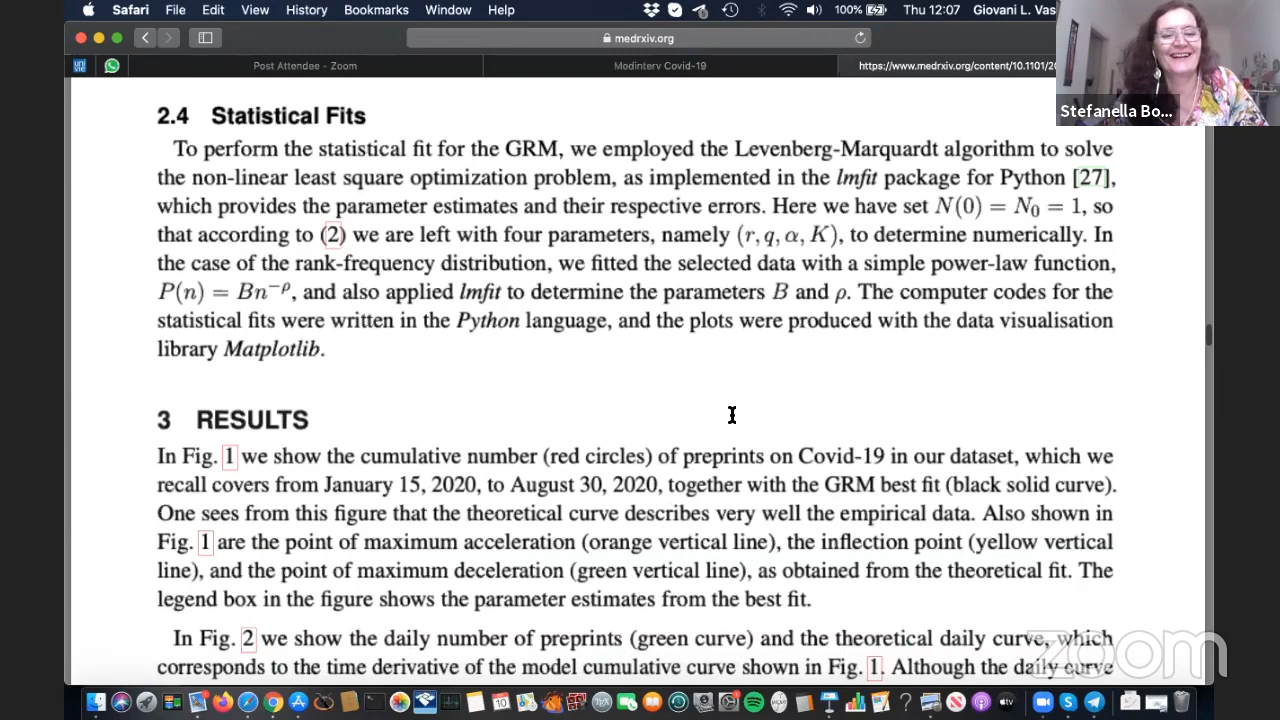 Safari File Edit View History Bookmarks Window Help 100% Thu 12:07 Giovani L. Vas
medrxiv.org
Post Attendee - Zoom Modinterv Covid-19 https://www.medrxiv.org/content/10.1101/20
Stefanella Bo...
2.4 Statistical Fits
To perform the statistical fit for the GRM, we employed the Levenberg-Marquardt algorithm to solve
the non-linear least square optimization problem, as implemented in the lmfit package for Python [27],
which provides the parameter estimates and their respective errors. Here we have set N(0) = N₀ = 1, so
that according to (2) we are left with four parameters, namely (r, q, α, K), to determine numerically. In
the case of the rank-frequency distribution, we fitted the selected data with a simple power-law function,
P(n) = Bn⁻ᵖ, and also applied lmfit to determine the parameters B and ρ. The computer codes for the
statistical fits were written in the Python language, and the plots were produced with the data visualisation
library Matplotlib.
3 RESULTS
In Fig. 1 we show the cumulative number (red circles) of preprints on Covid-19 in our dataset, which we
recall covers from January 15, 2020, to August 30, 2020, together with the GRM best fit (black solid curve).
One sees from this figure that the theoretical curve describes very well the empirical data. Also shown in
Fig. 1 are the point of maximum acceleration (orange vertical line), the inflection point (yellow vertical
line), and the point of maximum deceleration (green vertical line), as obtained from the theoretical fit. The
legend box in the figure shows the parameter estimates from the best fit.
In Fig. 2 we show the daily number of preprints (green curve) and the theoretical daily curve, which
corresponds to the time derivative of the model cumulative curve shown in Fig. 1. Although the daily curve
zoom